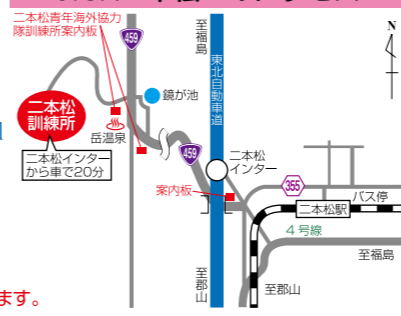 二本松青年海外協力
隊訓練所案内板
459
至福島
N
東北自動車道
鏡が池
二本松
訓練所
岳温泉
二本松インター
から車で20分
459
二本松
インター
案内板
365
バス停
二本松駅
4号線
至福島
至郡山
至郡山
ます。